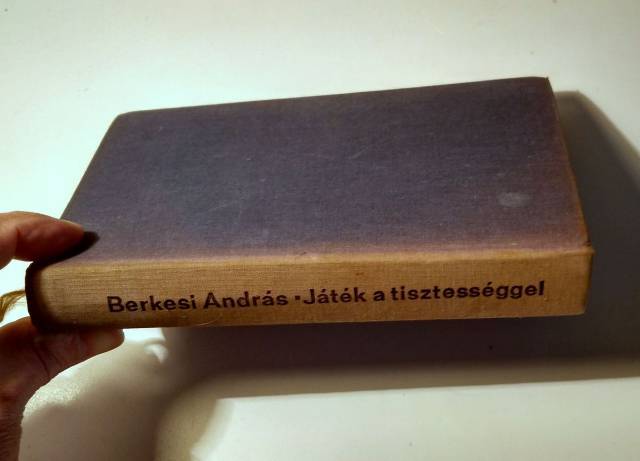 Berkesi András · Játék a tisztességgel